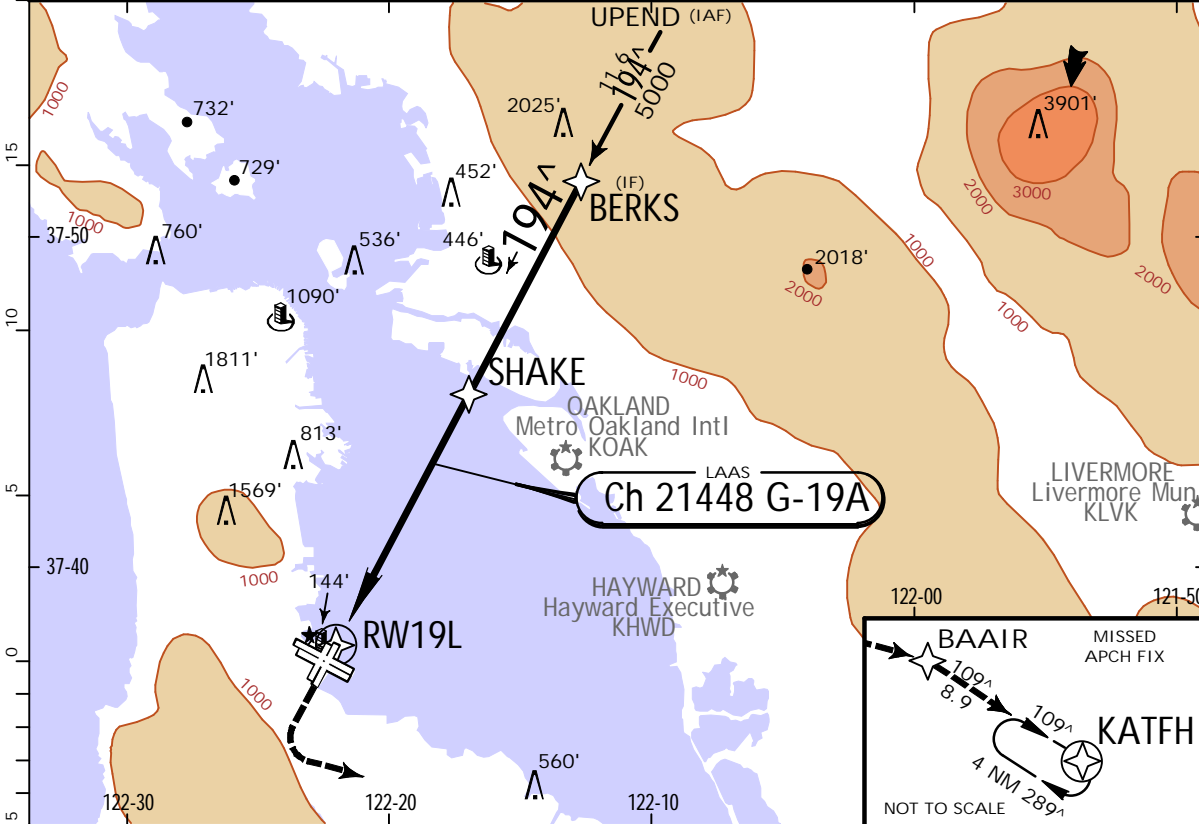 UPEND (IAF)
11.6
194^
5000
1000
732'
2025'
3901'
15
729'
452'
(IF)
BERKS
3000
2000
1000
760'
194^
37-50
536'
446'
1000
2018'
2000
2000
1090'
10
1000
SHAKE
1811'
1000
OAKLAND
Metro Oakland Intl
KOAK
813'
LAAS
Ch 21448 G-19A
LIVERMORE
Livermore Mun
KLVK
5
1569'
37-40
1000
144'
HAYWARD
Hayward Executive
KHWD
122-00
121-50
RW19L
0
1000
BAAIR
MISSED
APCH FIX
109^
8.9
109^
KATFH
4 NM 289^
NOT TO SCALE
560'
122-30
122-20
122-10
5